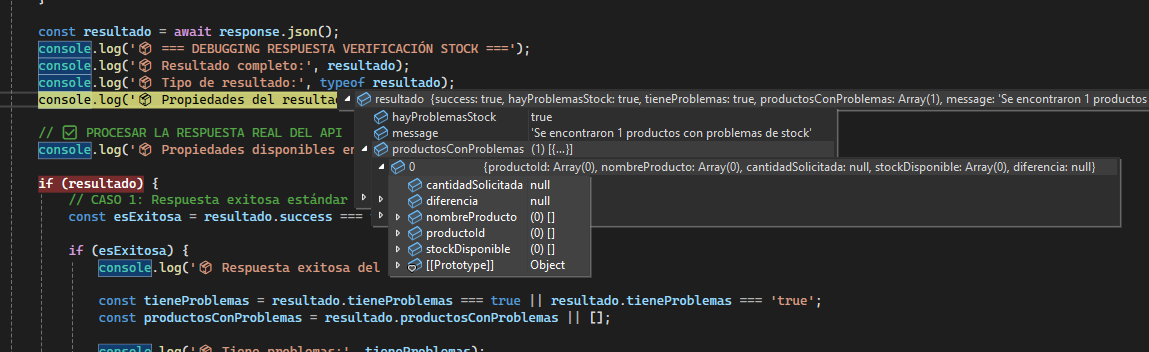 const resultado = await response.json();
console.log('📦 === DEBUGGING RESPUESTA VERIFICACIÓN STOCK ===');
console.log('📦 Resultado completo:', resultado);
console.log('📦 Tipo de resultado:', typeof resultado);
console.log('📦 Propiedades del resulta
resultado {success: true, hayProblemasStock: true, tieneProblemas: true, productosConProblemas: Array(1), message: 'Se encontraron 1 productos
hayProblemasStock true
message 'Se encontraron 1 productos con problemas de stock'
productosConProblemas (1) [{...}]
0 {productoId: Array(0), nombreProducto: Array(0), cantidadSolicitada: null, stockDisponible: Array(0), diferencia: null}
cantidadSolicitada null
diferencia null
nombreProducto (0) []
productoId (0) []
stockDisponible (0) []
[[Prototype]] Object
// ✅ PROCESAR LA RESPUESTA REAL DEL API
console.log('📦 Propiedades disponibles en
if (resultado) {
// CASO 1: Respuesta exitosa estándar
const esExitosa = resultado.success ===
if (esExitosa) {
console.log('📦 Respuesta exitosa del
const tieneProblemas = resultado.tieneProblemas === true || resultado.tieneProblemas === 'true';
const productosConProblemas = resultado.productosConProblemas || [];
console.log('📦 Tiene problemas:', tieneProblemas);